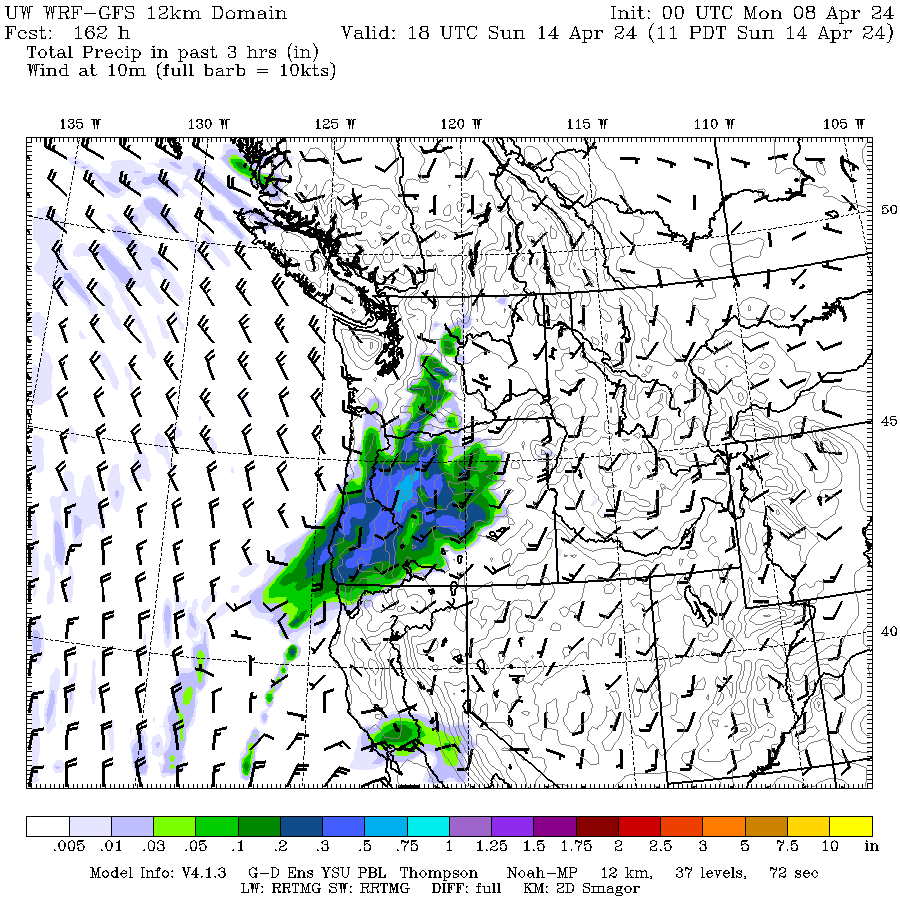 UW WRF-GFS 12km Domain Init: 00 UTC Mon 08 Apr 24
Fcst: 162 h Valid: 18 UTC Sun 14 Apr 24 (11 PDT Sun 14 Apr 24)
Total Precip in past 3 hrs (in)
Wind at 10m (full barb = 10kts)
135 W 130 W 125 W 120 W 115 W 110 W 105 W
50
45
40
.005 .01 .03 .05 .1 .2 .3 .5 .75 1 1.25 1.5 1.75 2 2.5 3 5 7.5 10 in
Model Info: V4.1.3 G-D Ens YSU PBL Thompson Noah-MP 12 km, 37 levels, 72 sec
LW: RRTMG SW: RRTMG DIFF: full KM: 2D Smagor